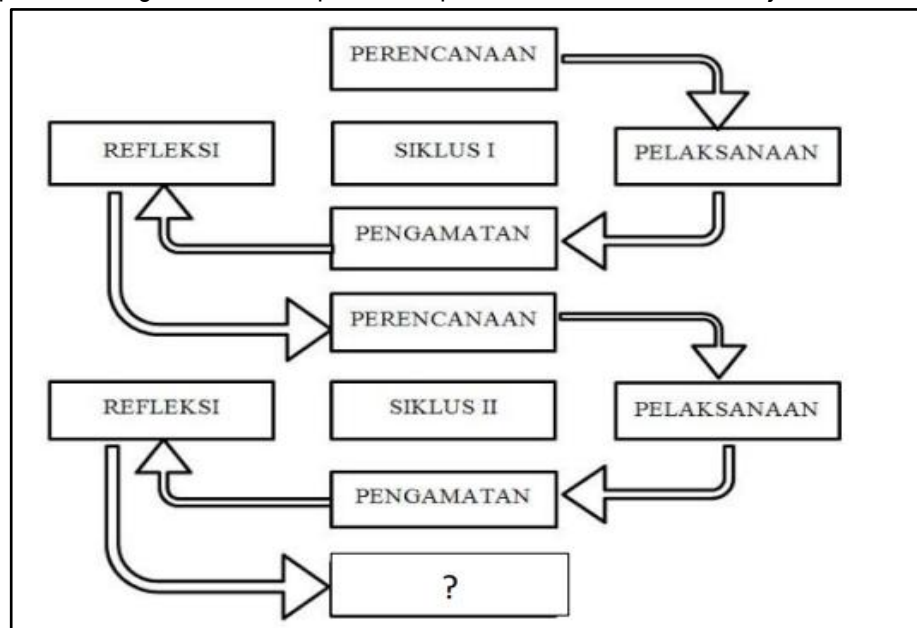 PERENCANAAN
REFLEKSI
SIKLUS I
PELAKSANAAN
PENGAMATAN
PERENCANAAN
REFLEKSI
SIKLUS II
PELAKSANAAN
PENGAMATAN
?